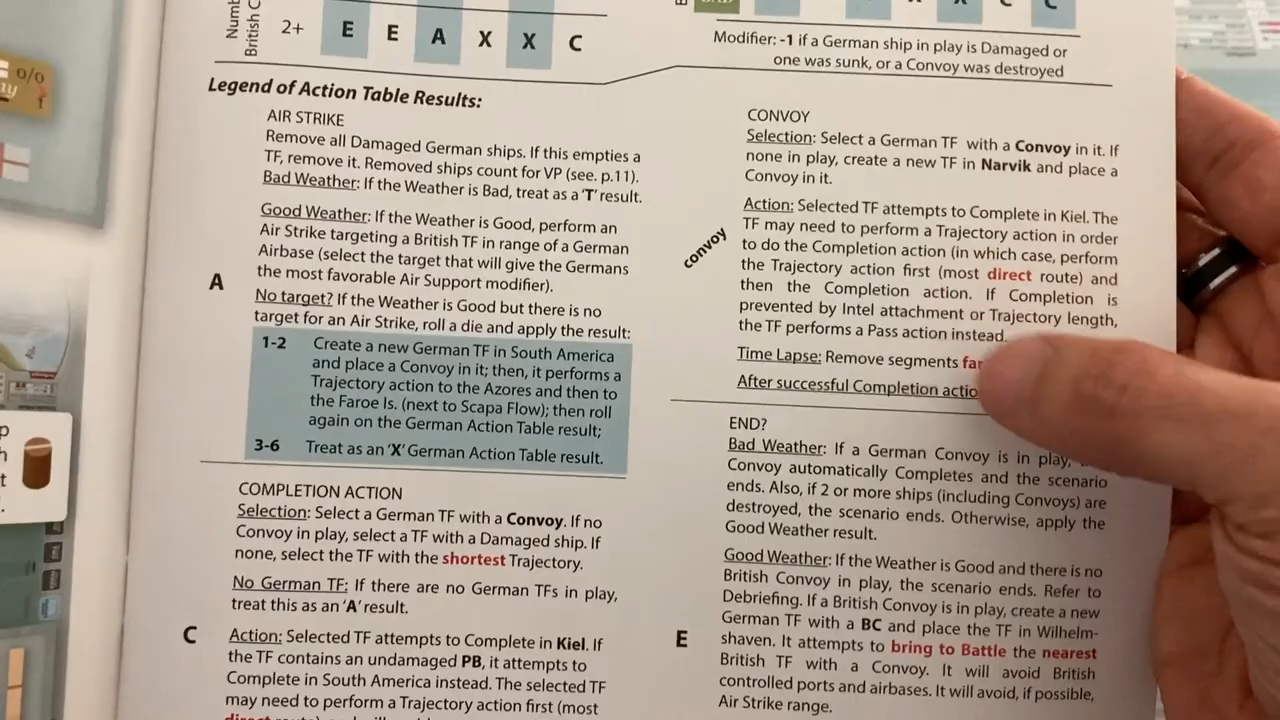 Numb
British C
2+ E E A X X C
Modifier: -1 if a German ship in play is Damaged or
one was sunk, or a Convoy was destroyed
Legend of Action Table Results:
AIR STRIKE
Remove all Damaged German ships. If this empties a
TF, remove it. Removed ships count for VP (see. p.11).
Bad Weather: If the Weather is Bad, treat as a 'T' result.
Good Weather: If the Weather is Good, perform an
Air Strike targeting a British TF in range of a German
Airbase (select the target that will give the Germans
the most favorable Air Support modifier).
A
No target? If the Weather is Good but there is no
target for an Air Strike, roll a die and apply the result:
1-2 Create a new German TF in South America
and place a Convoy in it; then, it performs a
Trajectory action to the Azores and then to
the Faroe Is. (next to Scapa Flow); then roll
again on the German Action Table result;
3-6 Treat as an 'X' German Action Table result.
COMPLETION ACTION
Selection: Select a German TF with a Convoy. If no
Convoy in play, select a TF with a Damaged ship. If
none, select the TF with the shortest Trajectory.
No German TF: If there are no German TFs in play,
treat this as an 'A' result.
C
Action: Selected TF attempts to Complete in Kiel. If
the TF contains an undamaged PB, it attempts to
Complete in South America instead. The selected TF
may need to perform a Trajectory action first (most
CONVOY
Selection: Select a German TF with a Convoy in it. If
none in play, create a new TF in Narvik and place a
Convoy in it.
convoy
Action: Selected TF attempts to Complete in Kiel. The
TF may need to perform a Trajectory action in order
to do the Completion action (in which case, perform
the Trajectory action first (most direct route) and
then the Completion action. If Completion is
prevented by Intel attachment or Trajectory length,
the TF performs a Pass action instead.
Time Lapse: Remove segments
After successful Completion
END?
Bad Weather: If a German Convoy is in play,
Convoy automatically Completes and the scenario
ends. Also, if 2 or more ships (including Convoys) are
destroyed, the scenario ends. Otherwise, apply the
Good Weather result.
E
Good Weather: If the Weather is Good and there is no
British Convoy in play, the scenario ends. Refer to
Debriefing. If a British Convoy is in play, create a new
German TF with a BC and place the TF in Wilhelm-
shaven. It attempts to bring to Battle the nearest
British TF with a Convoy. It will avoid British
controlled ports and airbases. It will avoid, if possible,
Air Strike range.